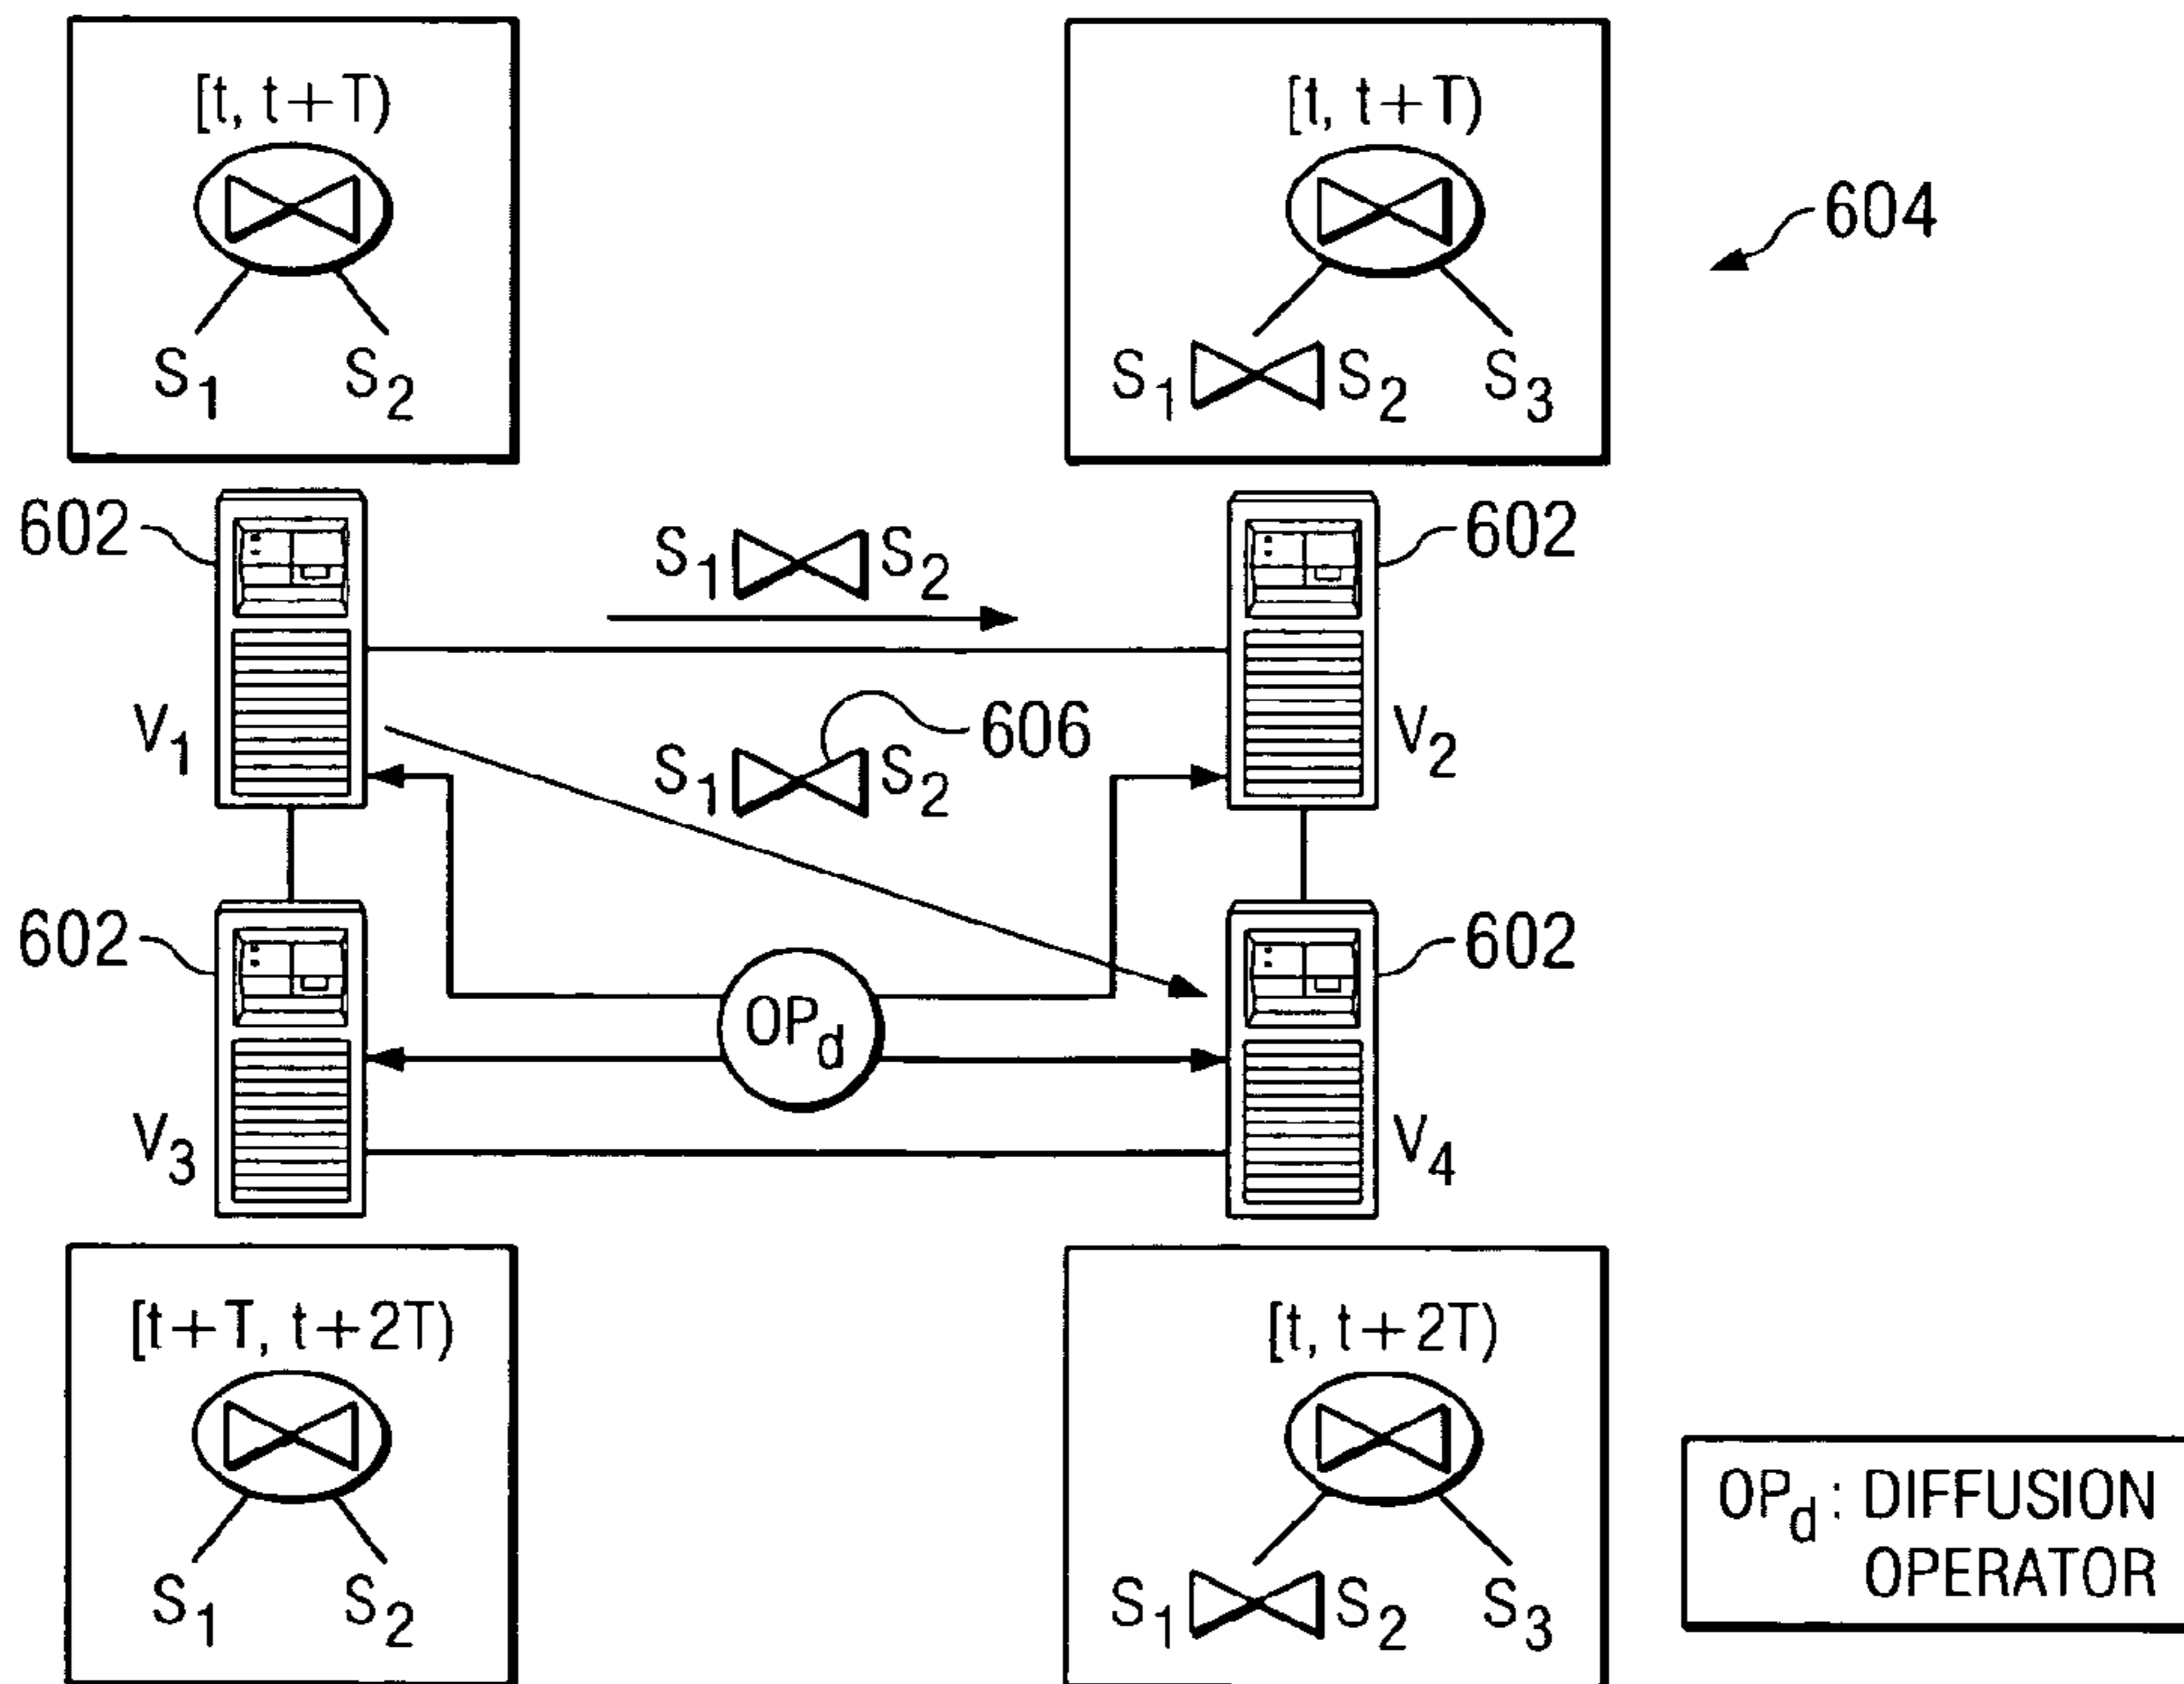 [t, t+T)
S1 S2
[t, t+T)
S1 S2 S3
604
602
S1 S2
602
V1
S1 S2
606
V2
602
OPd
602
V3
V4
[t+T, t+2T)
S1 S2
[t, t+2T)
S1 S2 S3
OPd : DIFFUSION
OPERATOR